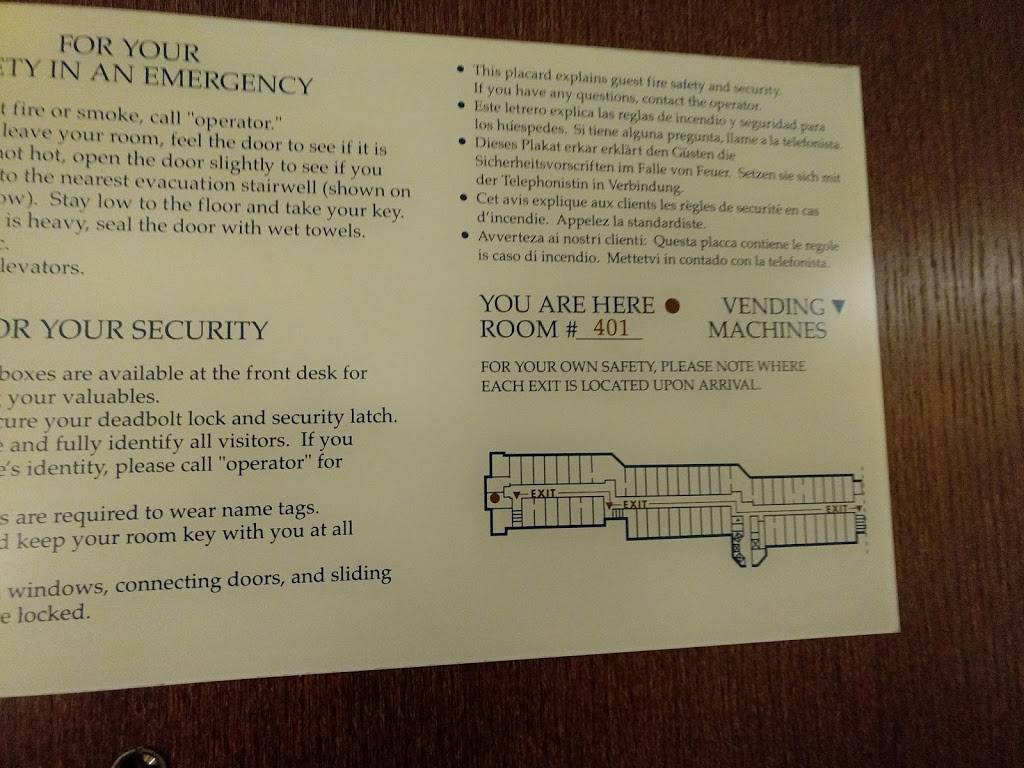 FOR YOUR
ETY IN AN EMERGENCY
t fire or smoke, call "operator."
leave your room, feel the door to see if it is
not hot, open the door slightly to see if you
to the nearest evacuation stairwell (shown on
ow). Stay low to the floor and take your key.
is heavy, seal the door with wet towels.
c.
levators.
OR YOUR SECURITY
boxes are available at the front desk for
g your valuables.
cure your deadbolt lock and security latch.
e and fully identify all visitors. If you
e's identity, please call "operator" for
s are required to wear name tags.
d keep your room key with you at all
windows, connecting doors, and sliding
e locked.
• This placard explains guest fire safety and security.
If you have any questions, contact the operator.
• Este letrero explica las reglas de incendio y seguridad para
los huespedes. Si tiene alguna pregunta, llame a la telefonista.
• Dieses Plakat erkar erklärt den Güsten die
Sicherheitsvorschriften im Falle von Feuer. Setzen sie sich mit
der Telephonistin in Verbindung.
• Cet avis explique aux clients les règles de securité en cas
d'incendie. Appelez la standardiste.
• Avverteza ai nostri clienti: Questa placca contiene le regole
is caso di incendio. Mettetvi in contado con la telefonista.
YOU ARE HERE ● VENDING ▼
ROOM # 401 MACHINES
FOR YOUR OWN SAFETY, PLEASE NOTE WHERE
EACH EXIT IS LOCATED UPON ARRIVAL.
EXIT
EXIT
EXIT